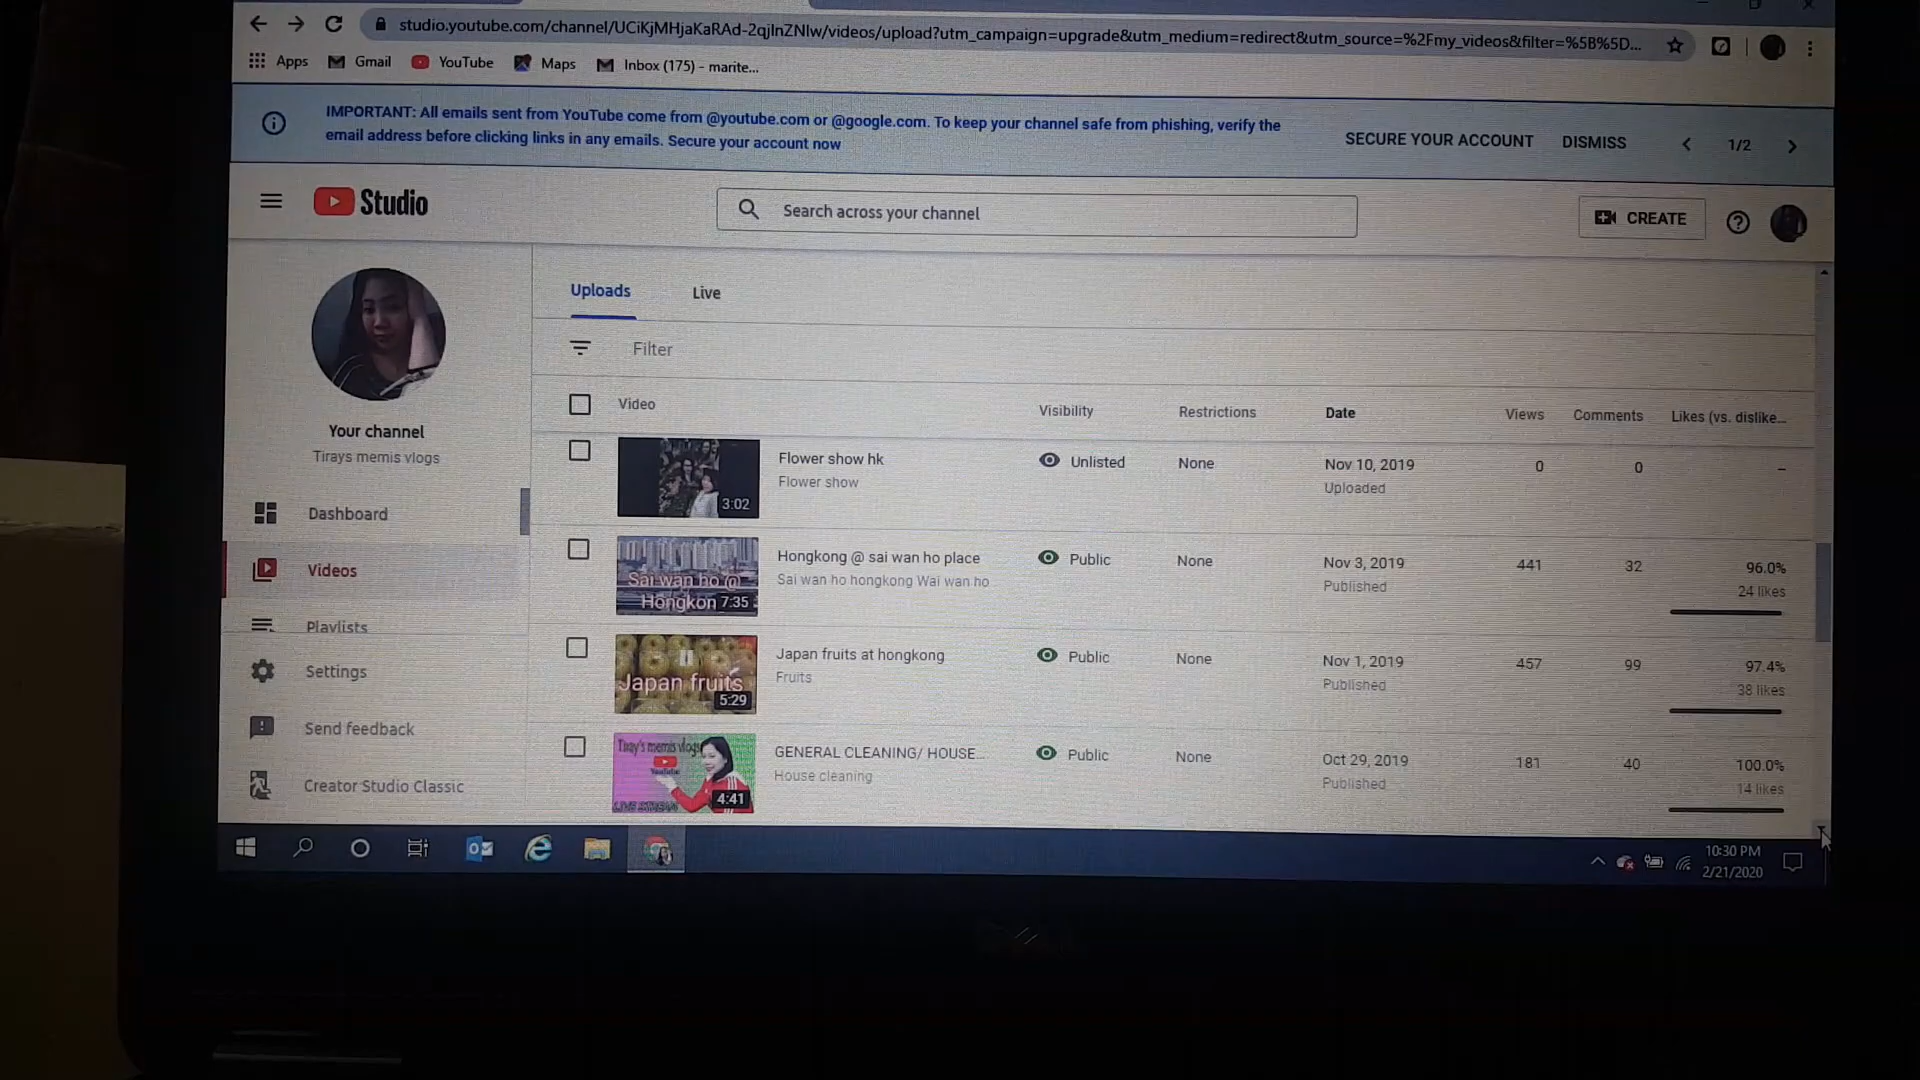 studio.youtube.com/channel/UCiKjMHjaKaRAd-2qjlnZNlw/videos/upload?utm_campaign=upgrade&utm_medium=redirect&utm_source=%2Fmy_videos&filter=%5B%5D...
Apps Gmail YouTube Maps Inbox (175) - marite...
IMPORTANT: All emails sent from YouTube come from @youtube.com or @google.com. To keep your channel safe from phishing, verify the
email address before clicking links in any emails. Secure your account now
SECURE YOUR ACCOUNT DISMISS 1/2
Studio
Search across your channel
CREATE
Your channel
Tirays memis vlogs
Dashboard
Videos
Playlists
Settings
Send feedback
Creator Studio Classic
Uploads Live
Filter
Video Visibility Restrictions Date Views Comments Likes (vs. dislike...
3:02
Flower show hk Unlisted None Nov 10, 2019 0 0 –
Flower show Uploaded
Sai wan ho @
Hongkon 7:35
Hongkong @ sai wan ho place Public None Nov 3, 2019 441 32 96.0%
Sai wan ho hongkong Wai wan ho Published 24 likes
Japan fruits
5:29
Japan fruits at hongkong Public None Nov 1, 2019 457 99 97.4%
Fruits Published 38 likes
Tiray's memis vlogs
YouTube
LIVE STREAM
4:41
GENERAL CLEANING/ HOUSE... Public None Oct 29, 2019 181 40 100.0%
House cleaning Published 14 likes
10:30 PM
2/21/2020